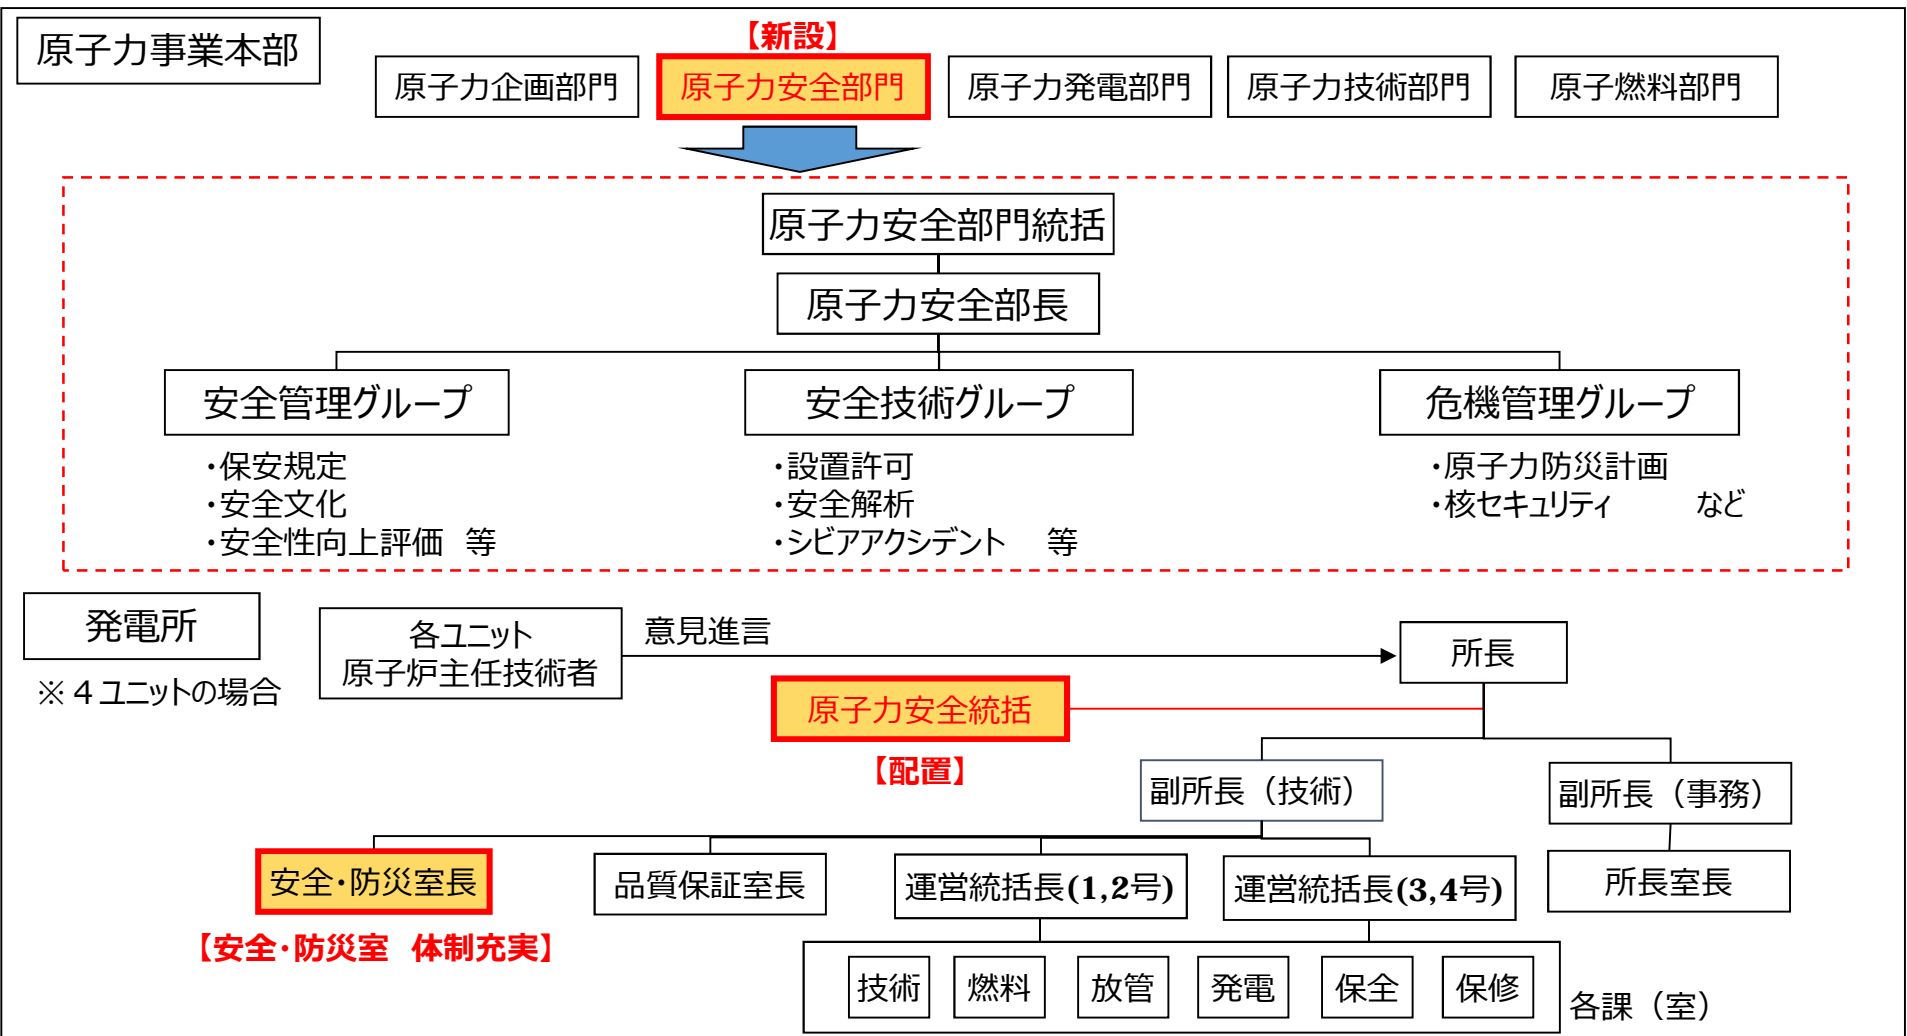 原子力事業本部
【新設】
原子力企画部門
原子力安全部門
原子力発電部門
原子力技術部門
原子燃料部門
原子力安全部門統括
原子力安全部長
安全管理グループ
・保安規定
・安全文化
・安全性向上評価　等
安全技術グループ
・設置許可
・安全解析
・シビアアクシデント　等
危機管理グループ
・原子力防災計画
・核セキュリティ　　など
発電所
※４ユニットの場合
各ユニット
原子炉主任技術者
意見進言
所長
原子力安全統括
【配置】
副所長（技術）
副所長（事務）
安全・防災室長
【安全・防災室　体制充実】
品質保証室長
運営統括長(1,2号)
運営統括長(3,4号)
所長室長
技術
燃料
放管
発電
保全
保修
各課（室）